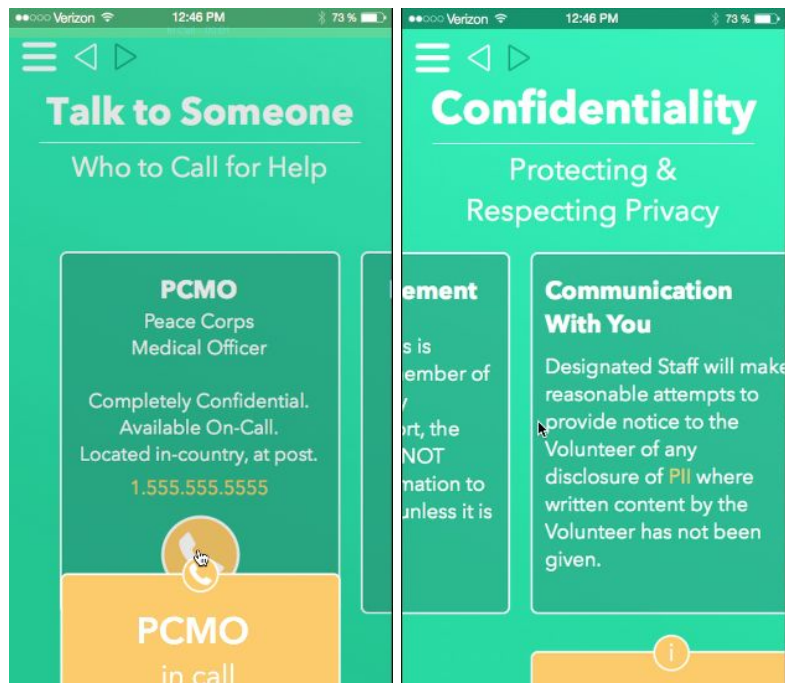 Verizon 12:46 PM 73 %
Talk to Someone
Who to Call for Help
PCMO
Peace Corps
Medical Officer
Completely Confidential.
Available On-Call.
Located in-country, at post.
1.555.555.5555
PCMO
in call
Verizon 12:46 PM 73 %
Confidentiality
Protecting &
Respecting Privacy
ement
s is
ember of
y
ort, the
NOT
mation to
unless it is
Communication
With You
Designated Staff will make
reasonable attempts to
provide notice to the
Volunteer of any
disclosure of PII where
written content by the
Volunteer has not been
given.
i